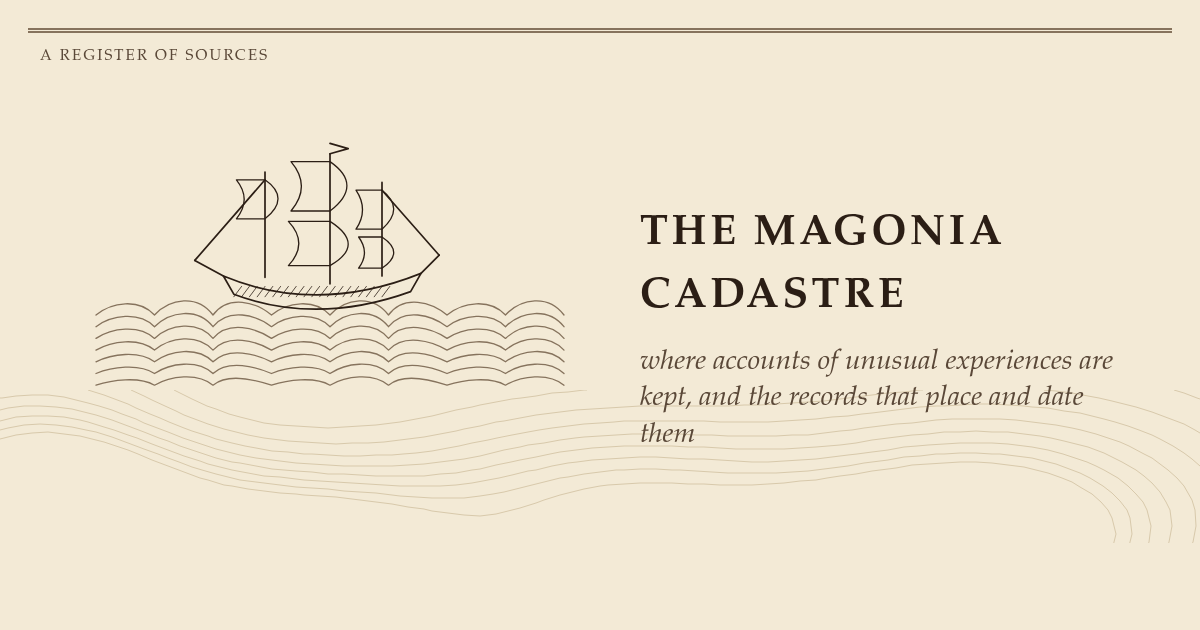 A REGISTER OF SOURCES
THE MAGONIA
CADASTRE
where accounts of unusual experiences are
kept, and the records that place and date
them